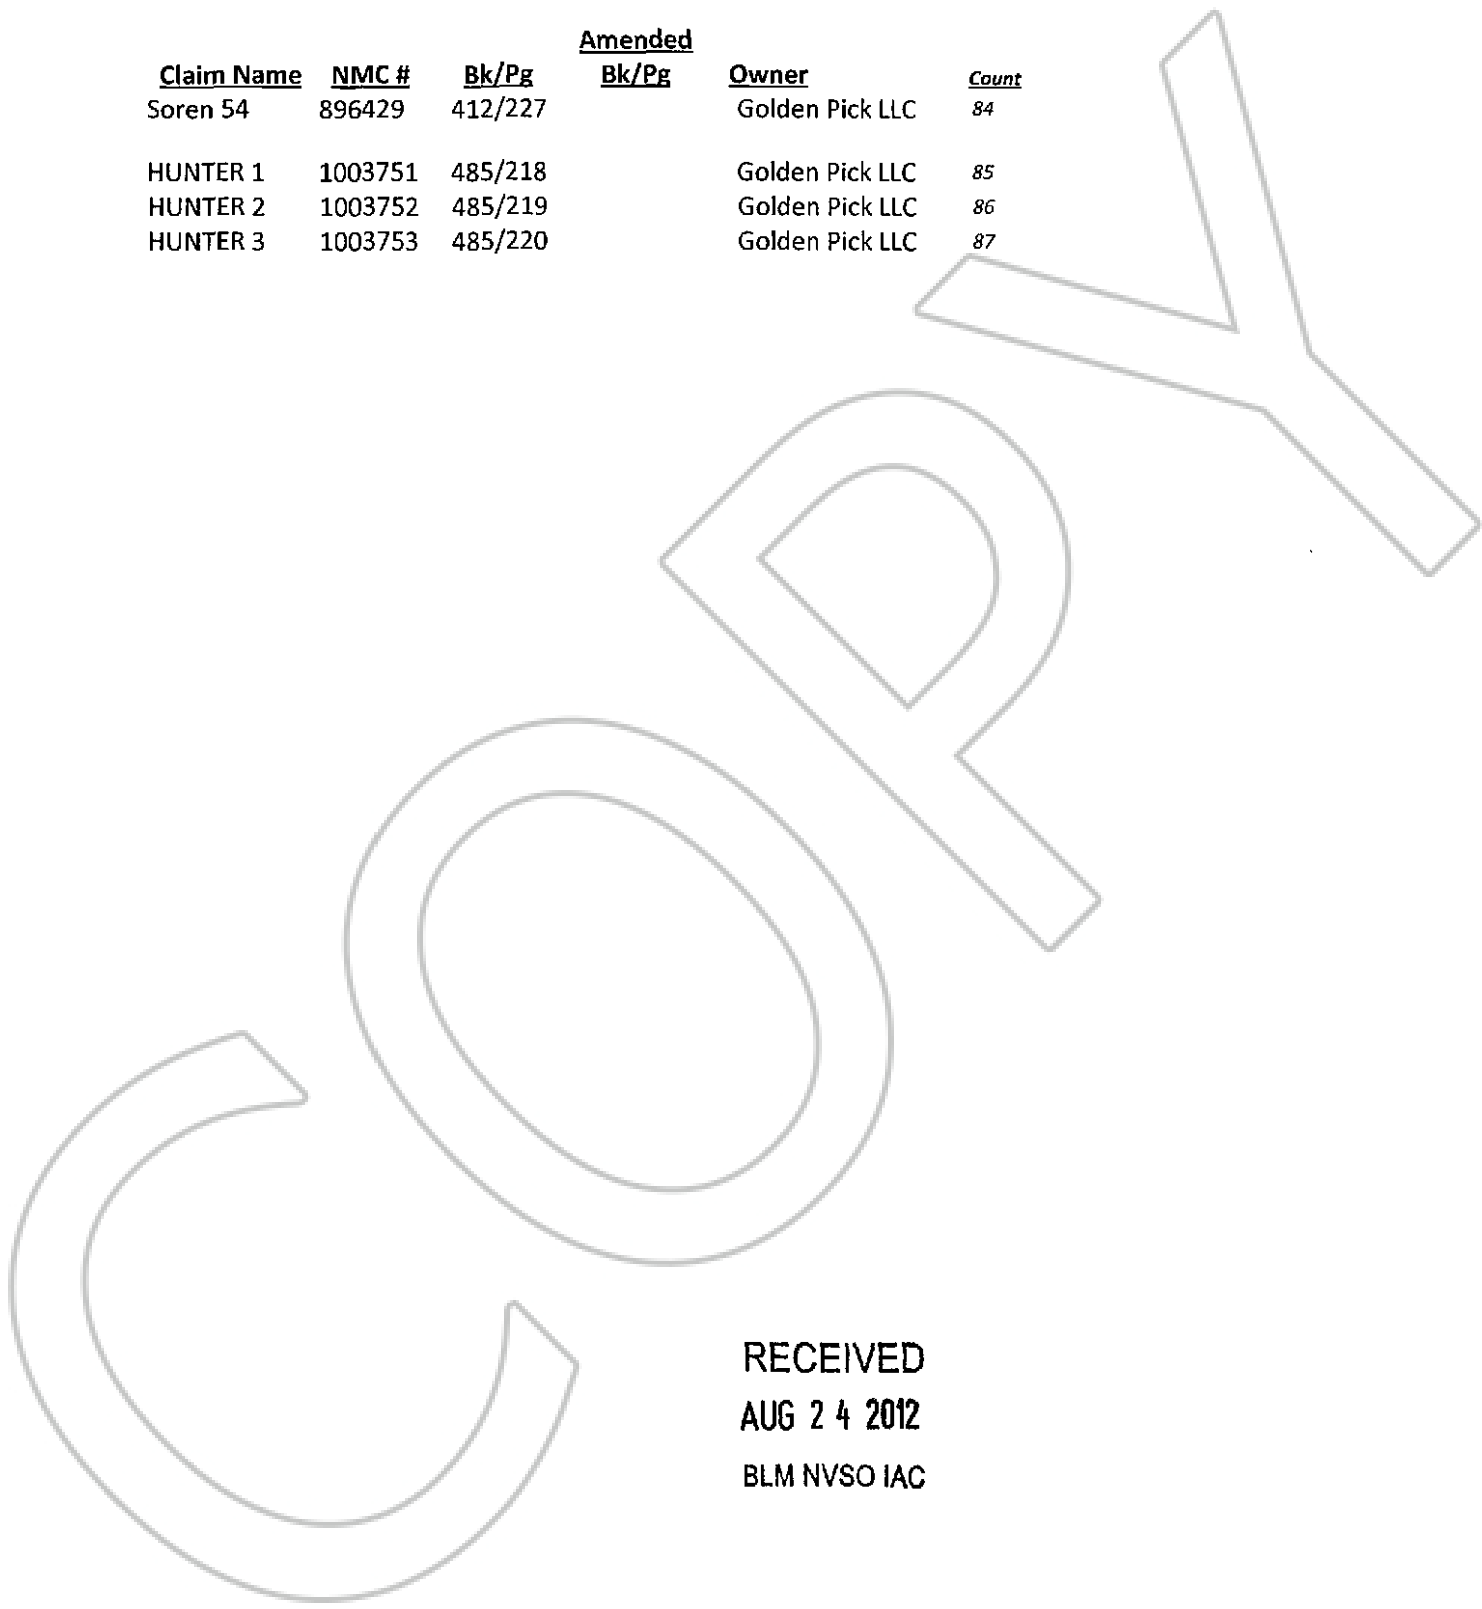 Amended
Claim Name NMC # Bk/Pg Bk/Pg Owner Count
Soren 54 896429 412/227 Golden Pick LLC 84
HUNTER 1 1003751 485/218 Golden Pick LLC 85
HUNTER 2 1003752 485/219 Golden Pick LLC 86
HUNTER 3 1003753 485/220 Golden Pick LLC 87
COPY
RECEIVED
AUG 24 2012
BLM NVSO IAC